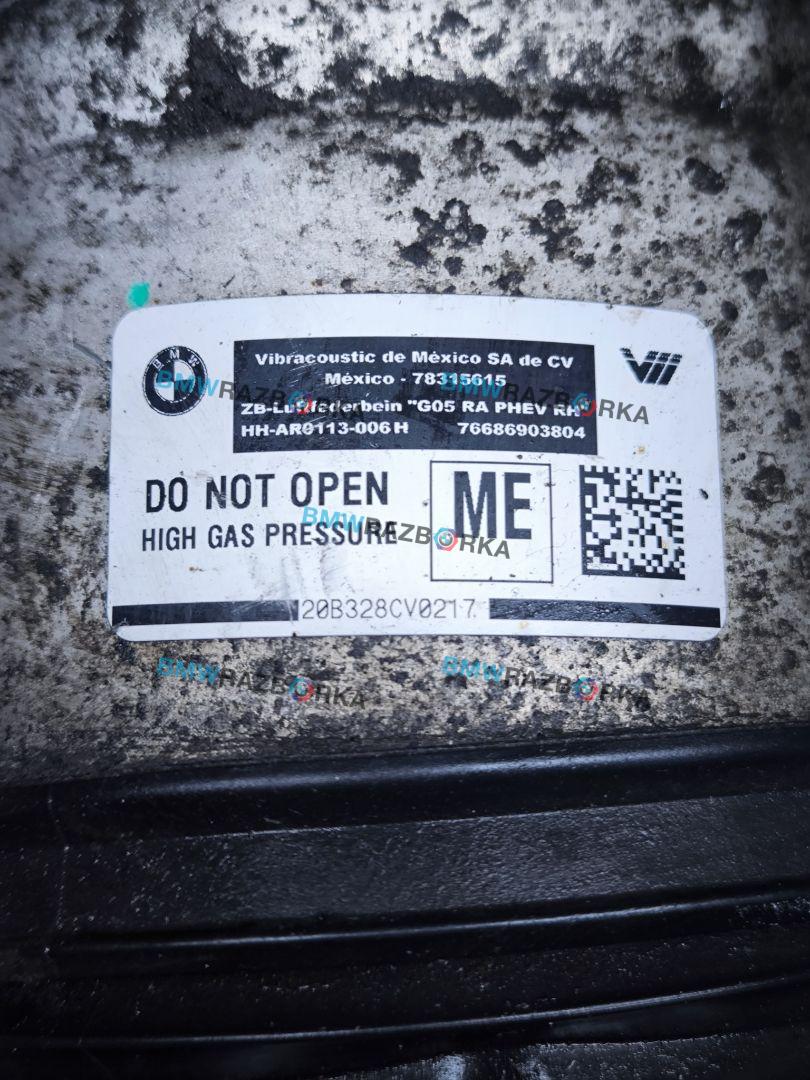 BMW
Vibracoustic de México SA de CV
México - 78315615
ZB-Luftfederbein "G05 RA PHEV RH"
HH-AR0113-006 H 76686903804
DO NOT OPEN
HIGH GAS PRESSURE
ME
20B328CV0217
BMWRAZBORKA
BMWRAZBORKA
BMWRAZBORKA
BMWRAZBORKA
BMWRAZBORKA